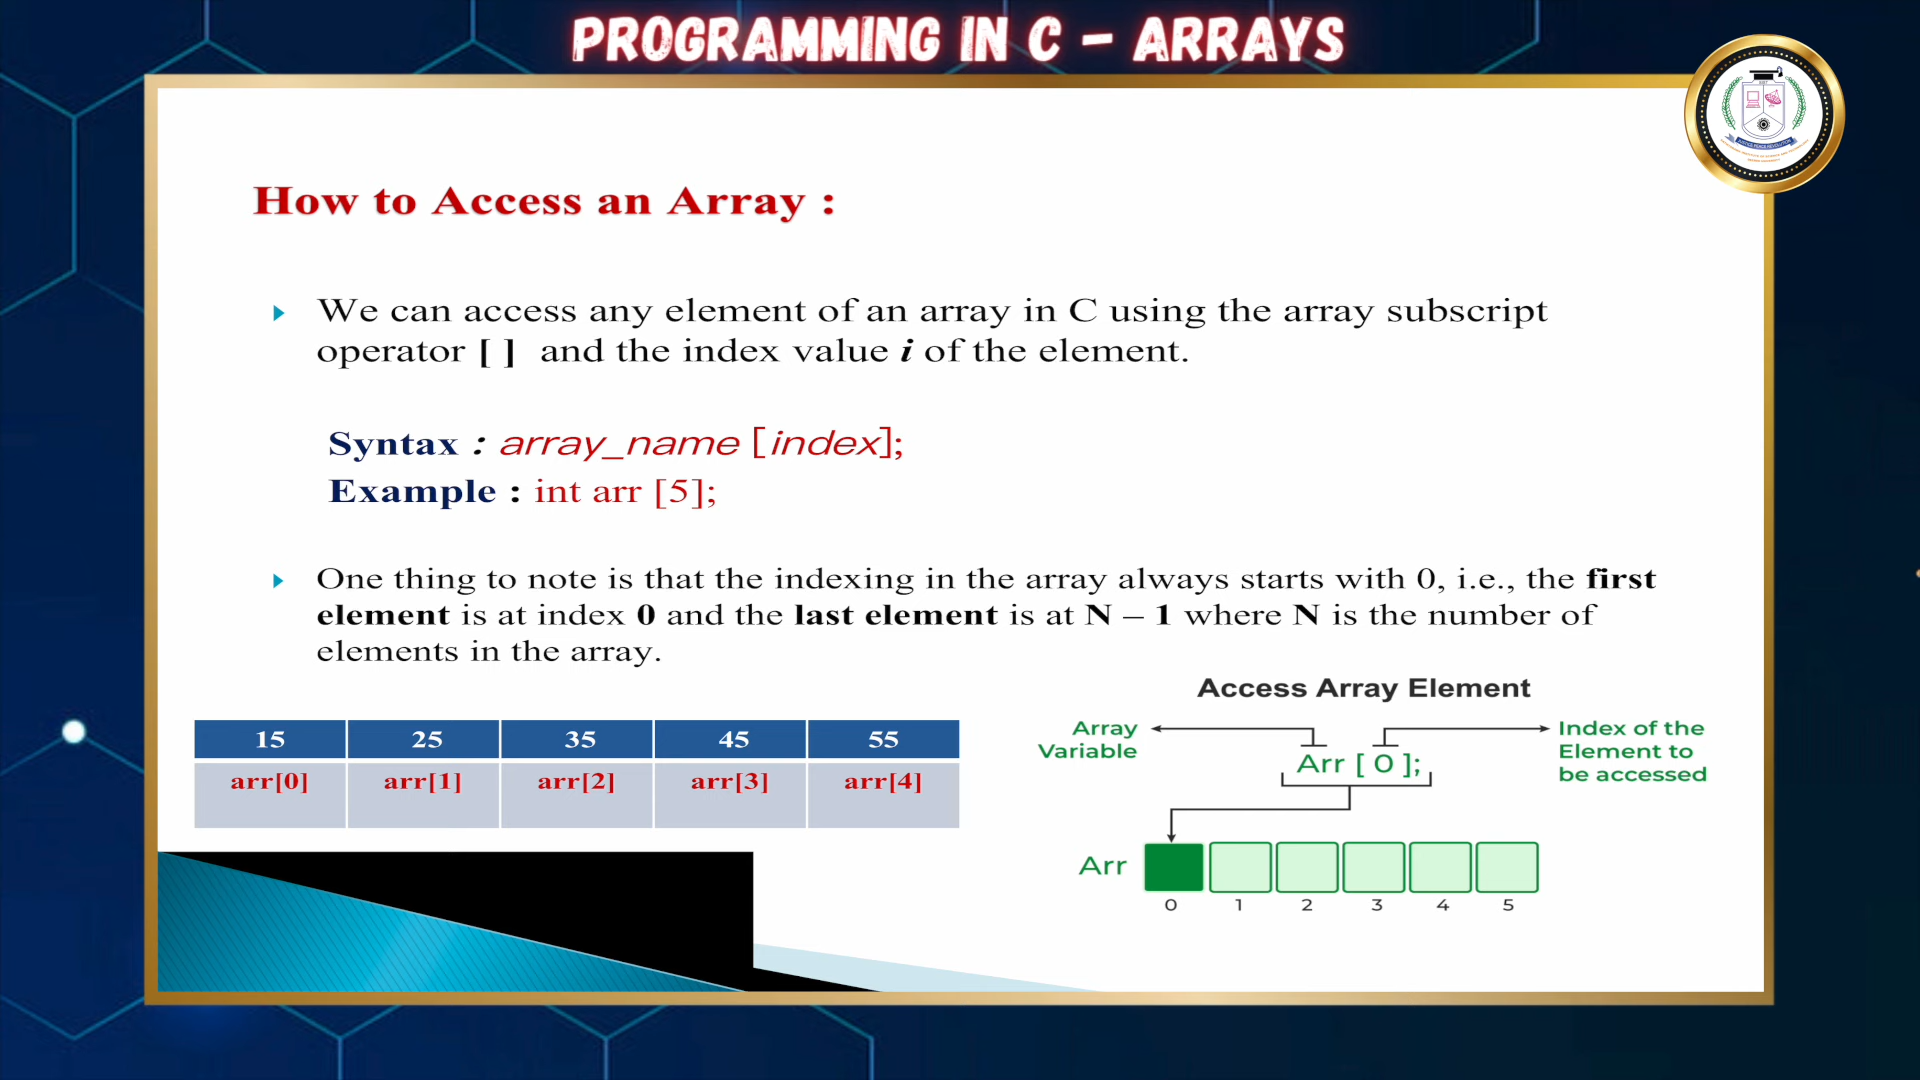 PROGRAMMING IN C – ARRAYS
How to Access an Array :
We can access any element of an array in C using the array subscript
operator [ ] and the index value i of the element.
Syntax : array_name [index];
Example : int arr [5];
One thing to note is that the indexing in the array always starts with 0, i.e., the first
element is at index 0 and the last element is at N – 1 where N is the number of
elements in the array.
15 25 35 45 55
arr[0] arr[1] arr[2] arr[3] arr[4]
Access Array Element
Array
Variable
Arr [ 0 ];
Index of the
Element to
be accessed
Arr
0 1 2 3 4 5